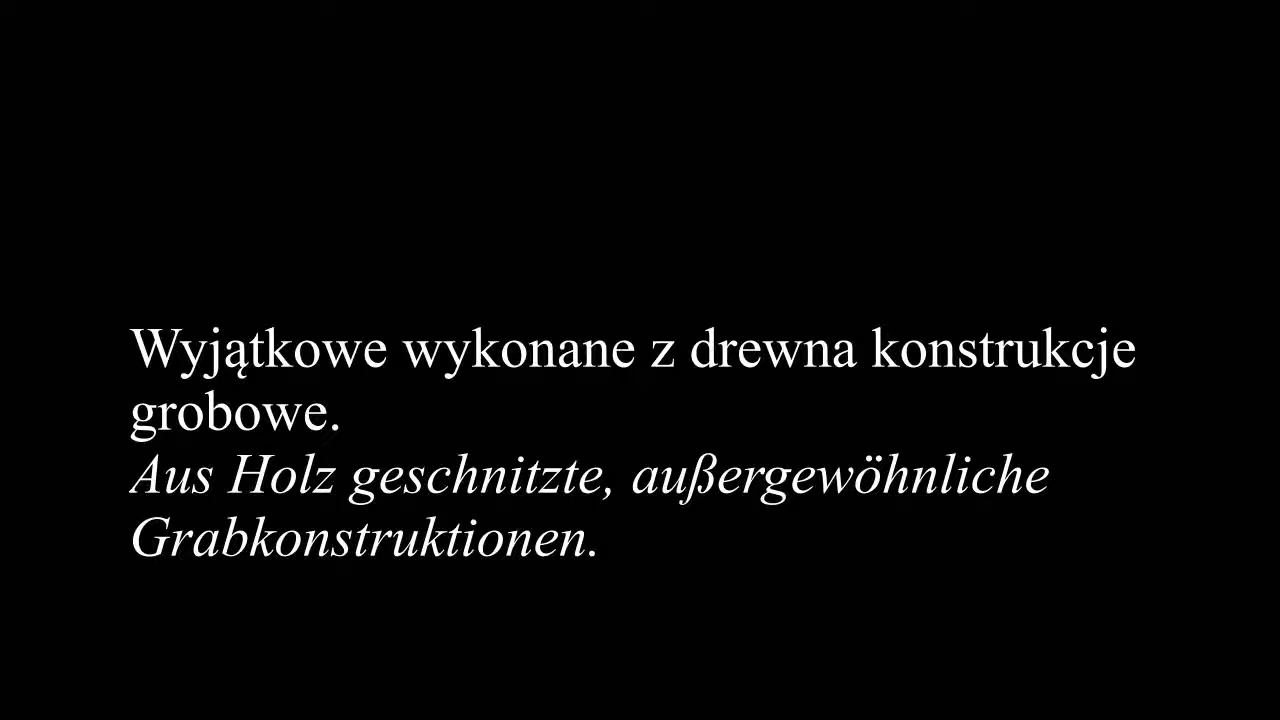 Wyjątkowe wykonane z drewna konstrukcje
grobowe.
Aus Holz geschnitzte, außergewöhnliche
Grabkonstruktionen.